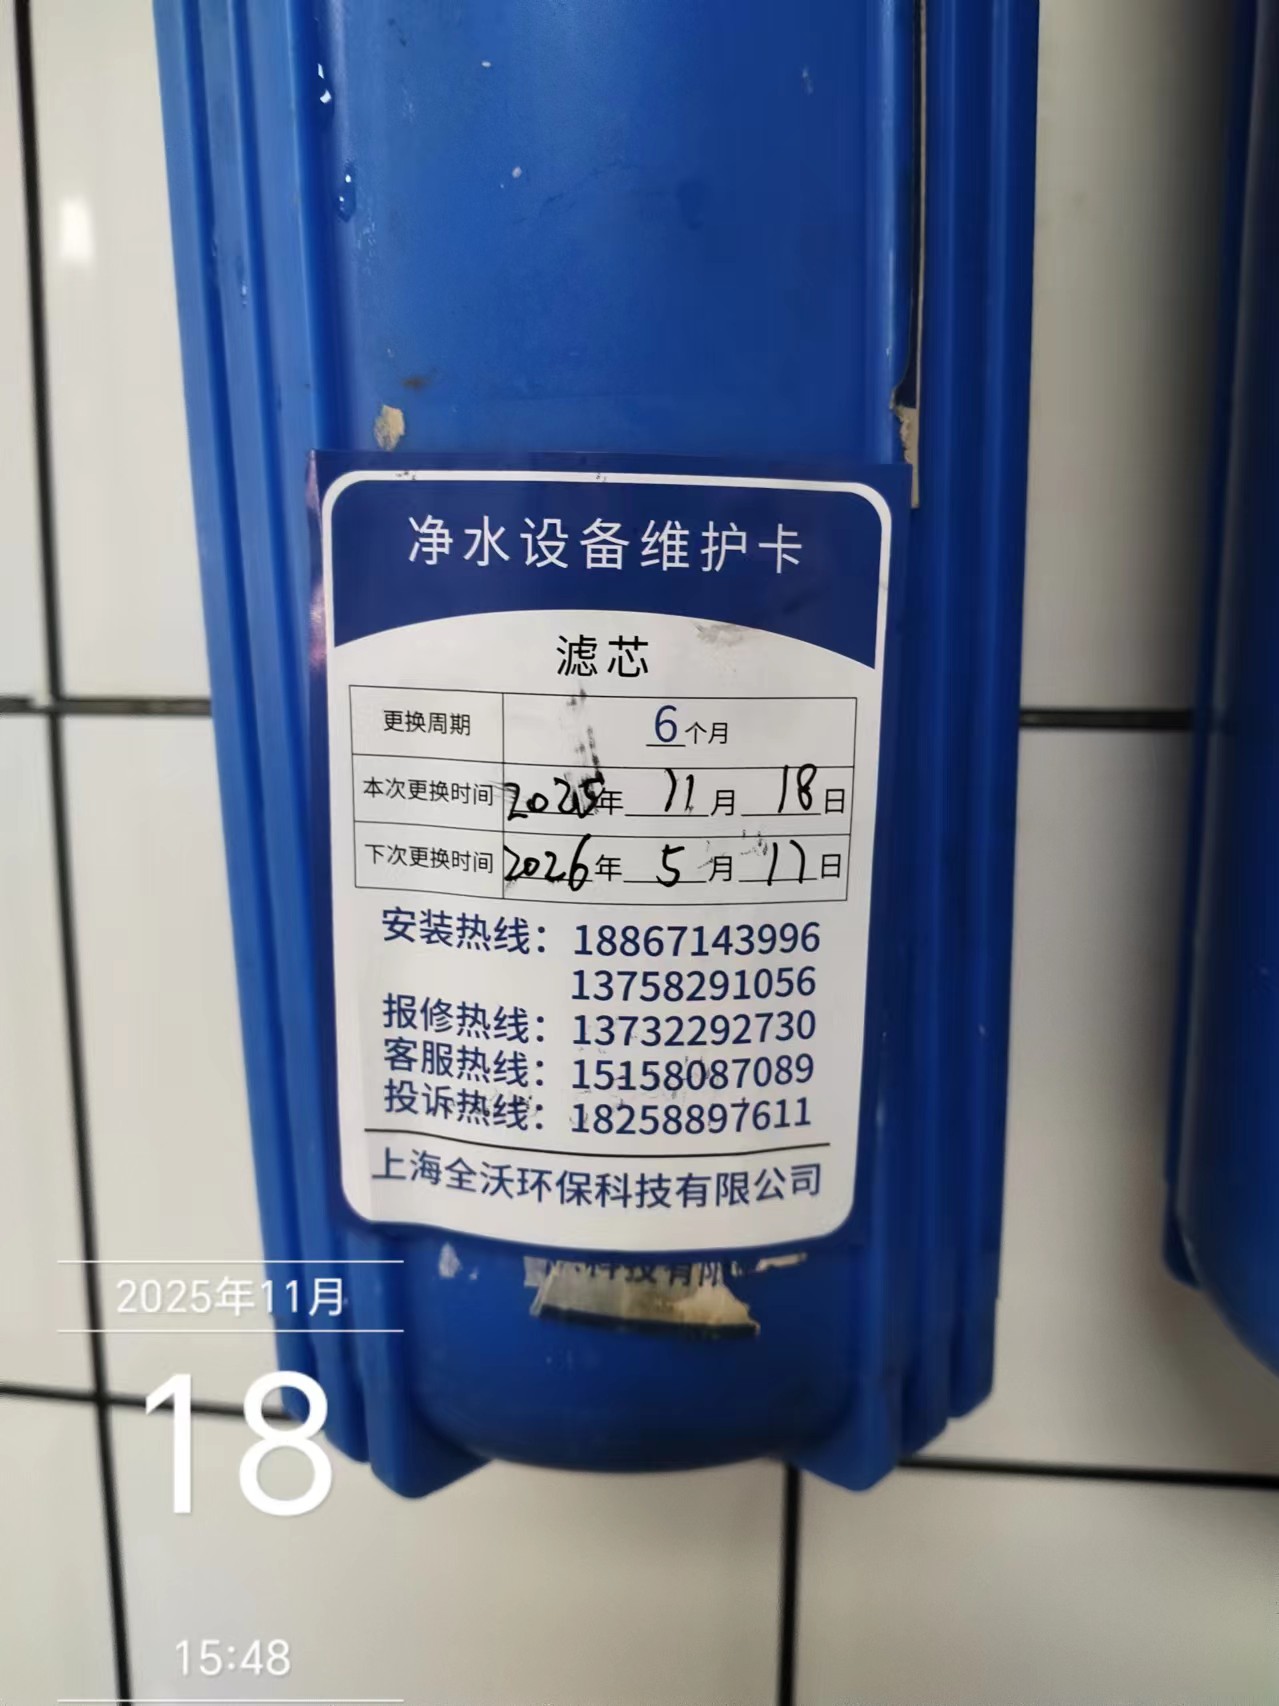 净水设备维护卡
滤芯
更换周期 6个月
本次更换时间 2025年 11月 18日
下次更换时间 2026年 5月 17日
安装热线：18867143996
13758291056
报修热线：13732292730
客服热线：15158087089
投诉热线：18258897611
上海全沃环保科技有限公司
科技有限
2025年11月
18
15:48